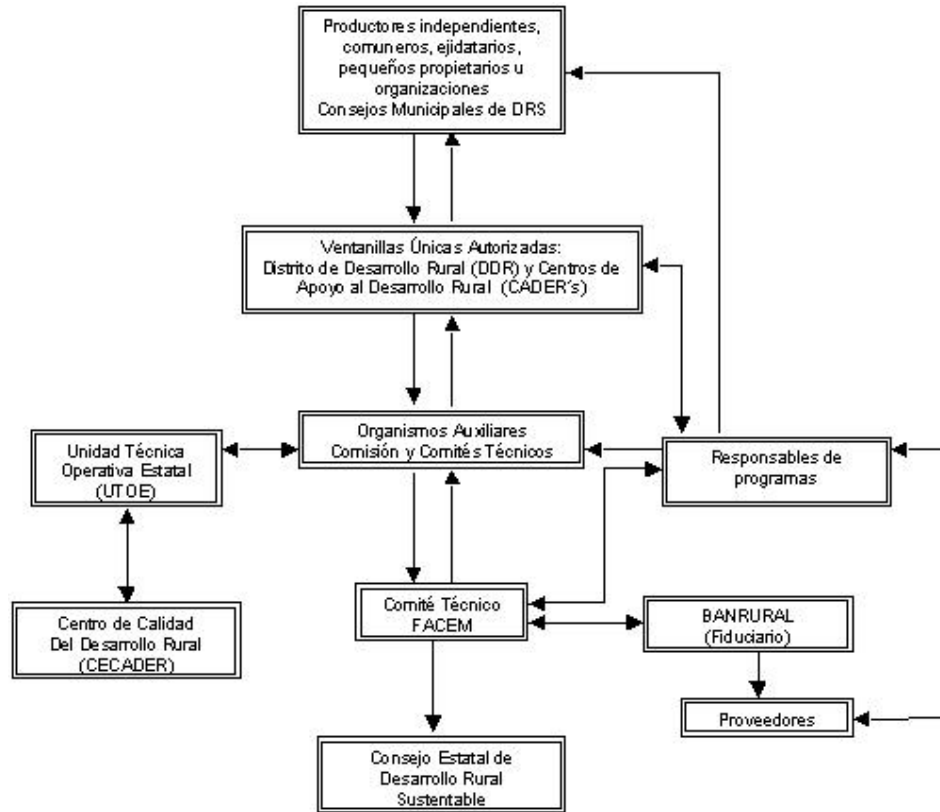 Productores independientes,
comuneros, ejidatarios,
pequeños propietarios u
organizaciones
Consejos Municipales de DRS
Ventanillas Únicas Autorizadas:
Distrito de Desarrollo Rural (DDR) y Centros de
Apoyo al Desarrollo Rural (CADER´s)
Organismos Auxiliares
Comisión y Comités Técnicos
Unidad Técnica
Operativa Estatal
(UTOE)
Responsables de
programas
Centro de Calidad
Del Desarrollo Rural
(CECADER)
Comité Técnico
FACEM
BANRURAL
(Fiduciario)
Proveedores
Consejo Estatal de
Desarrollo Rural
Sustentable